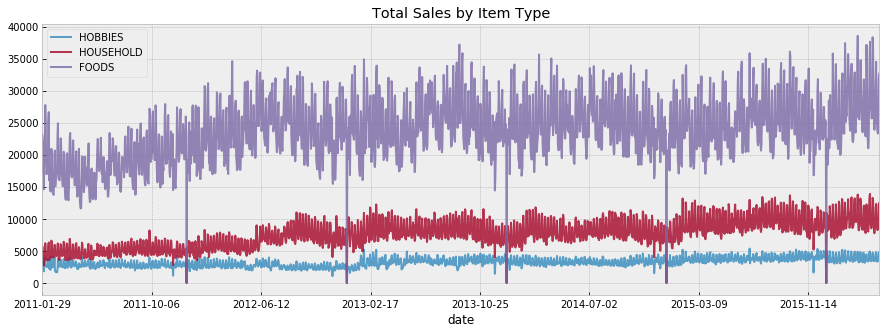 Total Sales by Item Type
40000
35000
30000
25000
20000
15000
10000
5000
0
HOBBIES
HOUSEHOLD
FOODS
2011-01-29 2011-10-06 2012-06-12 2013-02-17 2013-10-25 2014-07-02 2015-03-09 2015-11-14
date